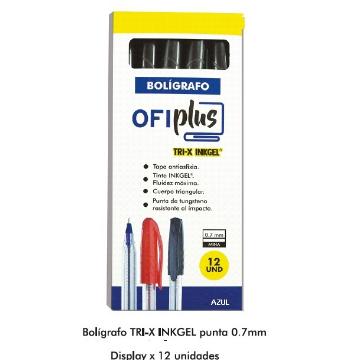 BOLÍGRAFO
OFIplus
TRI-X INKGEL®
• Tapa antiasfixia.
• Tinta INKGEL®.
Fluidez máxima.
• Cuerpo triangular.
• Punta de tungsteno
resistente al impacto.
0.7 mm
MINA
12
UND
AZUL
Bolígrafo TRI-X INKGEL punta 0.7mm
Display x 12 unidades